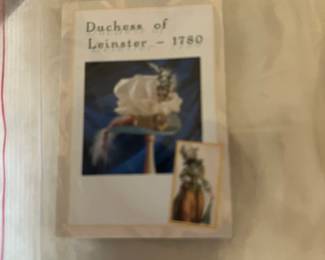 Duchess of
Leinster - 1780